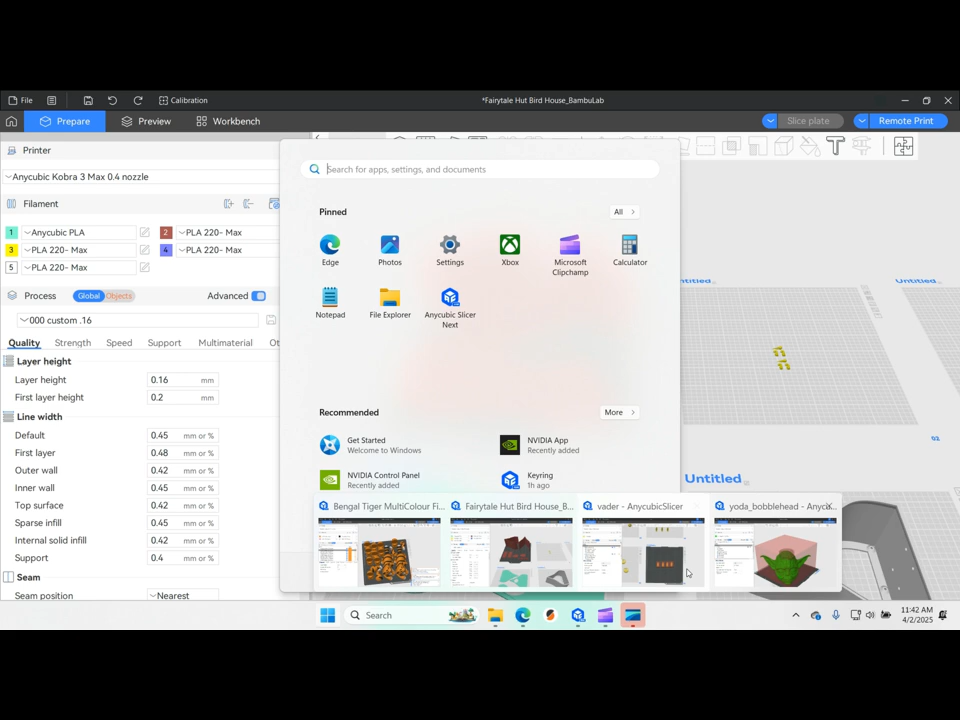 File
Calibration
*Fairytale Hut Bird House_BambuLab
Prepare
Preview
Workbench
Slice plate
Remote Print
Printer
Anycubic Kobra 3 Max 0.4 nozzle
Filament
1 Anycubic PLA
2 PLA 220- Max
3 PLA 220- Max
4 PLA 220- Max
5 PLA 220- Max
Process Global Objects Advanced
000 custom .16
Quality Strength Speed Support Multimaterial Ot
Layer height
Layer height 0.16 mm
First layer height 0.2 mm
Line width
Default 0.45 mm or %
First layer 0.48 mm or %
Outer wall 0.42 mm or %
Inner wall 0.45 mm or %
Top surface 0.42 mm or %
Sparse infill 0.45 mm or %
Internal solid infill 0.42 mm or %
Support 0.4 mm or %
Seam
Seam position Nearest
Search for apps, settings, and documents
Pinned
All
Edge
Photos
Settings
Xbox
Microsoft
Clipchamp
Calculator
Notepad
File Explorer
Anycubic Slicer
Next
Recommended
More
Get Started
Welcome to Windows
NVIDIA App
Recently added
NVIDIA Control Panel
Recently added
Keyring
1h ago
Bengal Tiger MultiColour Fi...
Fairytale Hut Bird House_B...
vader - AnycubicSlicer
yoda_bobblehead - Anyc
ntitled
Untitled
02
Untitled
Search
11:42 AM
4/2/2025